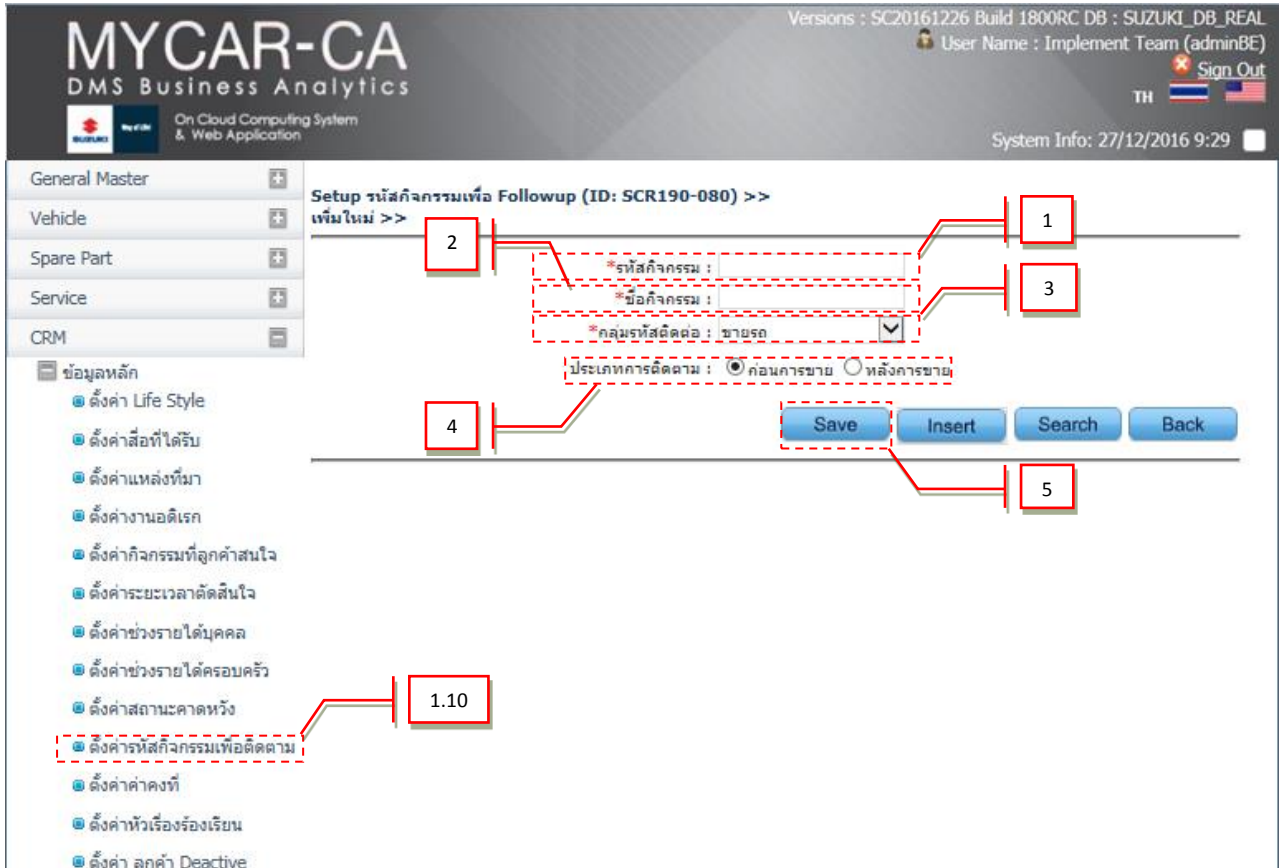 MYCAR-CA
DMS Business Analytics
SUZUKI Way of Life!
On Cloud Computing System
& Web Application
Versions : SC20161226 Build 1800RC DB : SUZUKI_DB_REAL
User Name : Implement Team (adminBE)
Sign Out
TH
System Info: 27/12/2016 9:29
General Master
Vehicle
Spare Part
Service
CRM
ข้อมูลหลัก
ตั้งค่า Life Style
ตั้งค่าสื่อที่ได้รับ
ตั้งค่าแหล่งที่มา
ตั้งค่างานอดิเรก
ตั้งค่ากิจกรรมที่ลูกค้าสนใจ
ตั้งค่าระยะเวลาตัดสินใจ
ตั้งค่าช่วงรายได้บุคคล
ตั้งค่าช่วงรายได้ครอบครัว
ตั้งค่าสถานะคาดหวัง
ตั้งค่ารหัสกิจกรรมเพื่อติดตาม
ตั้งค่าค่าคงที่
ตั้งค่าหัวเรื่องร้องเรียน
ตั้งค่า ลูกค้า Deactive
1.10
Setup รหัสกิจกรรมเพื่อ Followup (ID: SCR190-080) >>
เพิ่มใหม่ >>
1
2
*รหัสกิจกรรม :
*ชื่อกิจกรรม :
3
*กลุ่มรหัสติดต่อ : ขายรถ
ประเภทการติดตาม : ก่อนการขาย หลังการขาย
4
Save Insert Search Back
5